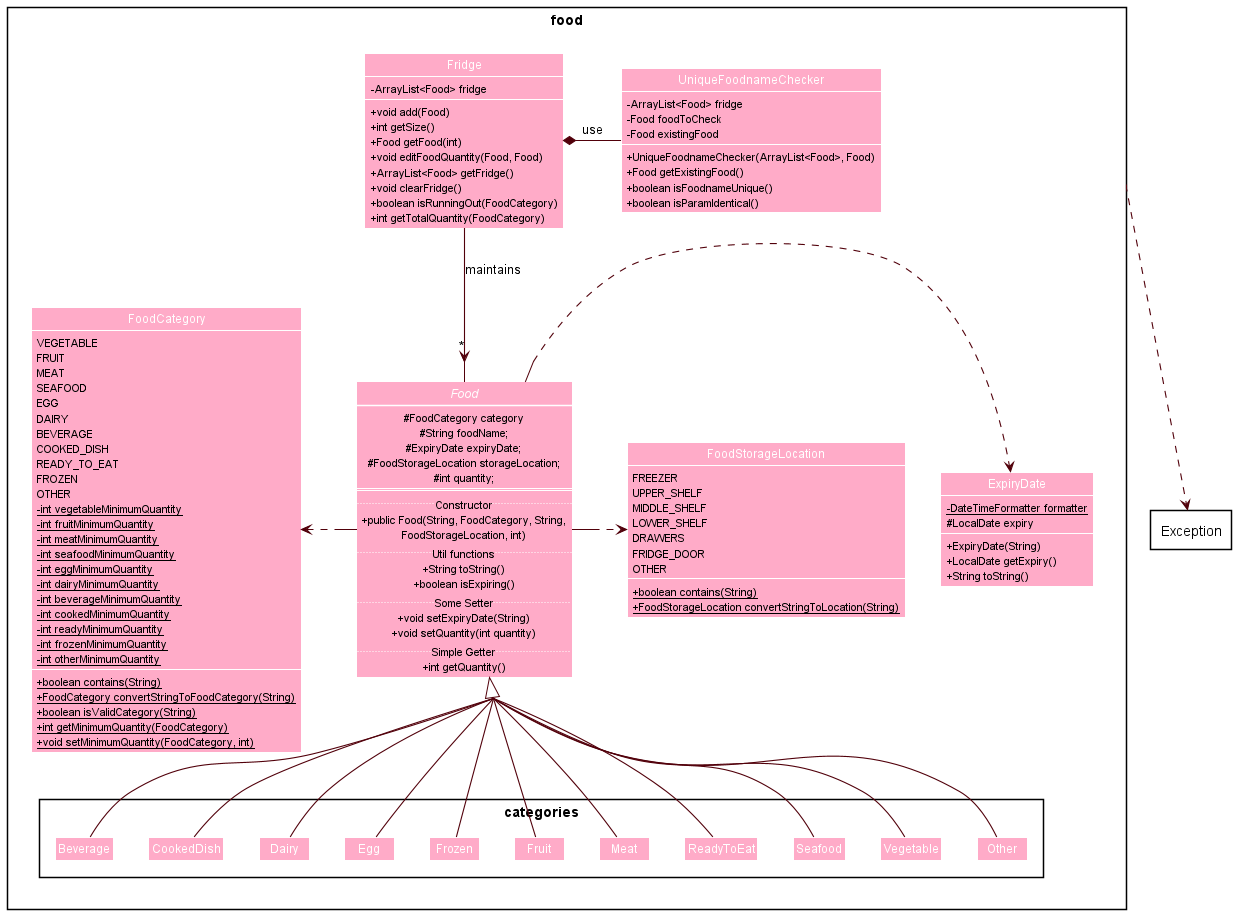 food
Fridge
-ArrayList<Food> fridge
+void add(Food)
+int getSize()
+Food getFood(int)
+void editFoodQuantity(Food, Food)
+ArrayList<Food> getFridge()
+void clearFridge()
+boolean isRunningOut(FoodCategory)
+int getTotalQuantity(FoodCategory)
use
UniqueFoodnameChecker
-ArrayList<Food> fridge
-Food foodToCheck
-Food existingFood
+UniqueFoodnameChecker(ArrayList<Food>, Food)
+Food getExistingFood()
+boolean isFoodnameUnique()
+boolean isParamIdentical()
maintains
*
FoodCategory
VEGETABLE
FRUIT
MEAT
SEAFOOD
EGG
DAIRY
BEVERAGE
COOKED_DISH
READY_TO_EAT
FROZEN
OTHER
-int vegetableMinimumQuantity
-int fruitMinimumQuantity
-int meatMinimumQuantity
-int seafoodMinimumQuantity
-int eggMinimumQuantity
-int dairyMinimumQuantity
-int beverageMinimumQuantity
-int cookedMinimumQuantity
-int readyMinimumQuantity
-int frozenMinimumQuantity
-int otherMinimumQuantity
+boolean contains(String)
+FoodCategory convertStringToFoodCategory(String)
+boolean isValidCategory(String)
+int getMinimumQuantity(FoodCategory)
+void setMinimumQuantity(FoodCategory, int)
Food
#FoodCategory category
#String foodName;
#ExpiryDate expiryDate;
#FoodStorageLocation storageLocation;
#int quantity;
Constructor
+public Food(String, FoodCategory, String,
FoodStorageLocation, int)
Util functions
+String toString()
+boolean isExpiring()
Some Setter
+void setExpiryDate(String)
+void setQuantity(int quantity)
Simple Getter
+int getQuantity()
FoodStorageLocation
FREEZER
UPPER_SHELF
MIDDLE_SHELF
LOWER_SHELF
DRAWERS
FRIDGE_DOOR
OTHER
+boolean contains(String)
+FoodStorageLocation convertStringToLocation(String)
ExpiryDate
-DateTimeFormatter formatter
#LocalDate expiry
+ExpiryDate(String)
+LocalDate getExpiry()
+String toString()
Exception
categories
Beverage
CookedDish
Dairy
Egg
Frozen
Fruit
Meat
ReadyToEat
Seafood
Vegetable
Other